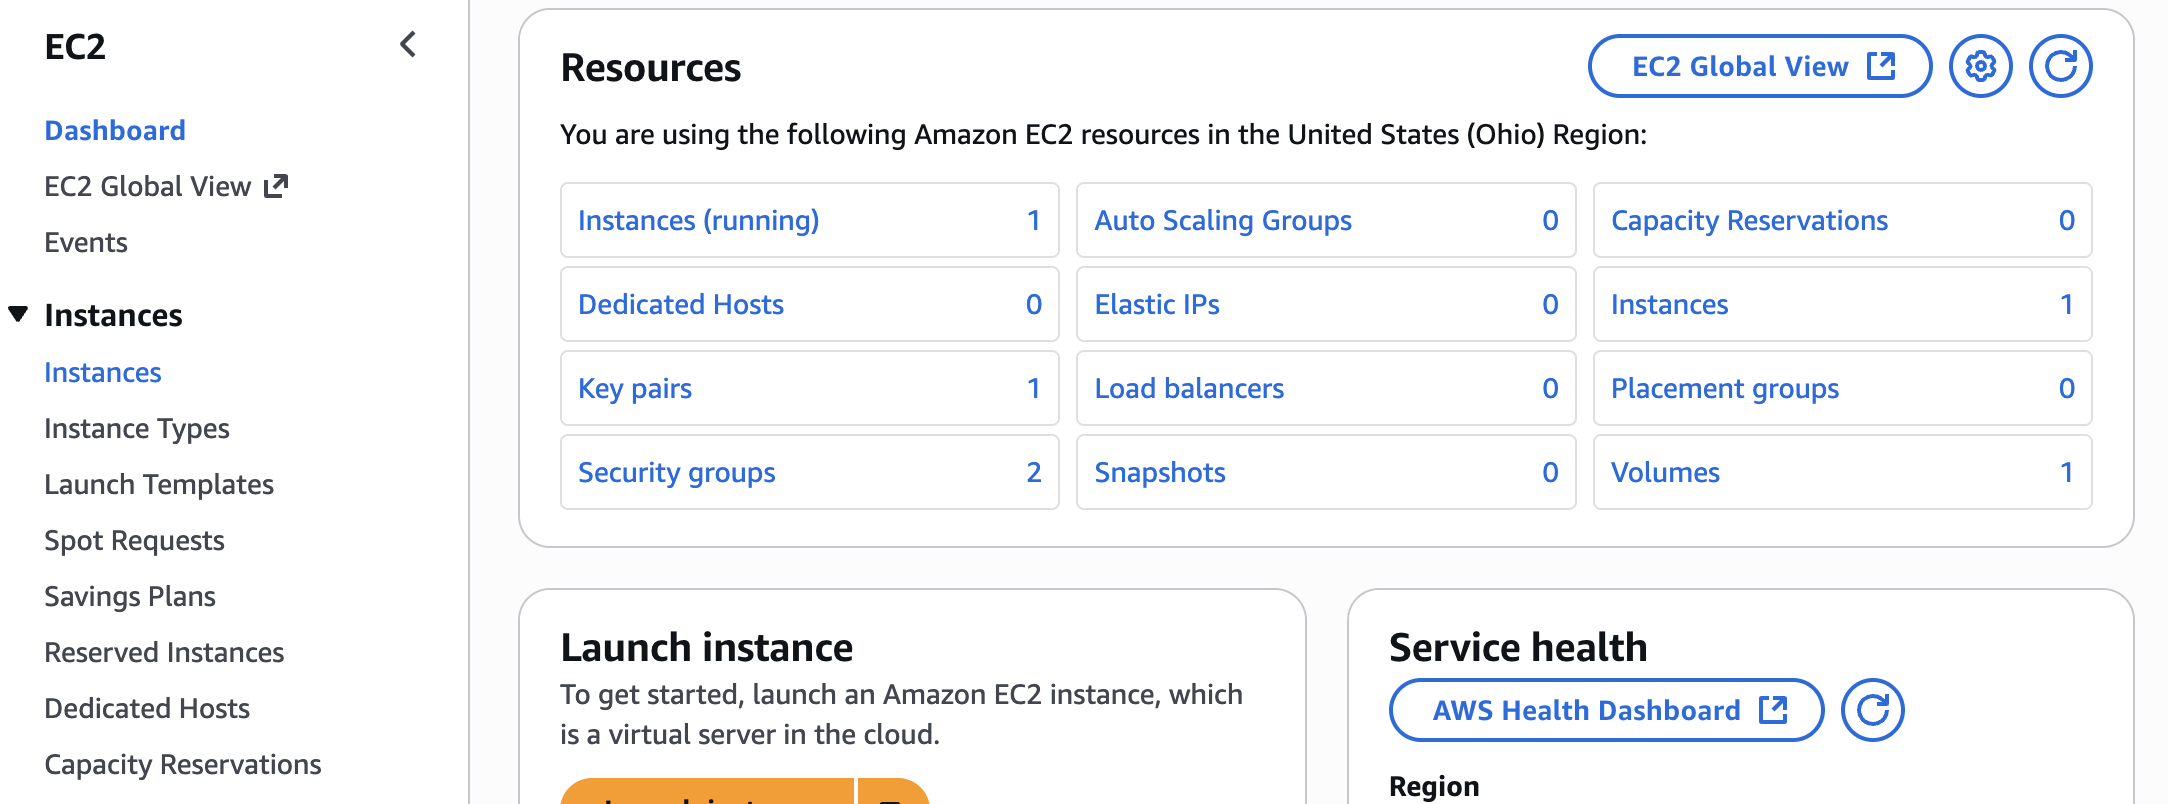 EC2
Dashboard
EC2 Global View
Events
Instances
Instances
Instance Types
Launch Templates
Spot Requests
Savings Plans
Reserved Instances
Dedicated Hosts
Capacity Reservations
Resources
EC2 Global View
You are using the following Amazon EC2 resources in the United States (Ohio) Region:
Instances (running) 1
Auto Scaling Groups 0
Capacity Reservations 0
Dedicated Hosts 0
Elastic IPs 0
Instances 1
Key pairs 1
Load balancers 0
Placement groups 0
Security groups 2
Snapshots 0
Volumes 1
Launch instance
To get started, launch an Amazon EC2 instance, which
is a virtual server in the cloud.
Service health
AWS Health Dashboard
Region